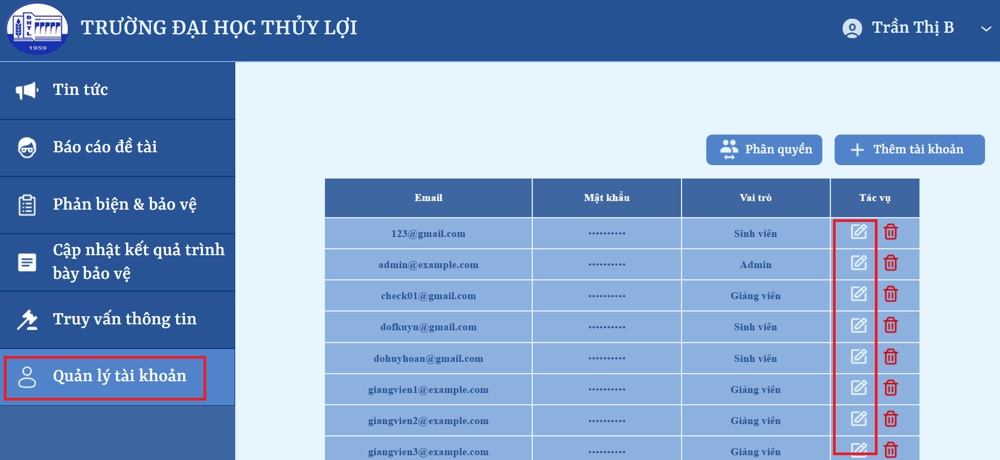 ĐHTL
1959
TRƯỜNG ĐẠI HỌC THỦY LỢI
Trần Thị B
Tin tức
Báo cáo đề tài
Phản biện & bảo vệ
Cập nhật kết quả trình
bày bảo vệ
Truy vấn thông tin
Quản lý tài khoản
Phân quyền
Thêm tài khoản
Email Mật khẩu Vai trò Tác vụ
123@gmail.com •••••••••• Sinh viên
admin@example.com •••••••••• Admin
check01@gmail.com •••••••••• Giảng viên
dofkuyn@gmail.com •••••••••• Sinh viên
dohuyhoan@gmail.com •••••••••• Sinh viên
giangvien1@example.com •••••••••• Giảng viên
giangvien2@example.com •••••••••• Giảng viên
giangvien3@example.com •••••••••• Giảng viên